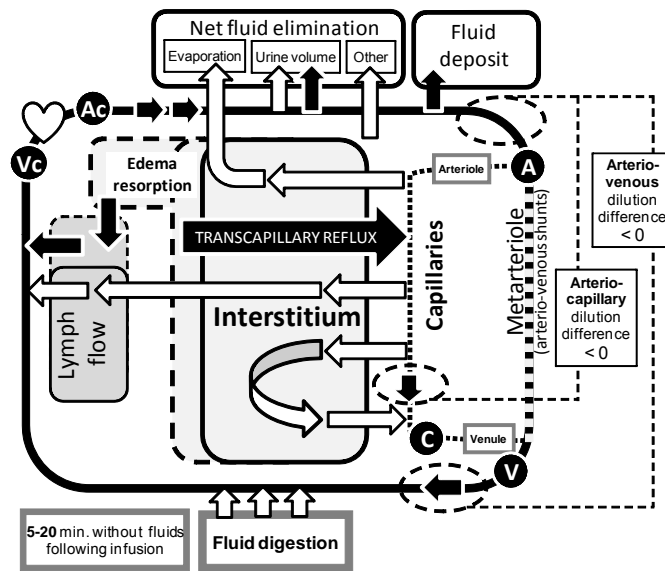 Net fluid elimination
Evaporation
Urine volume
Other
Fluid
deposit
Ac
Vc
Edema
resorption
Arteriole
A
Arterio-
venous
dilution
difference
< 0
TRANSCAPILLARY REFLUX
Capillaries
Metarteriole
(arterio-venous shunts)
Arterio-
capillary
dilution
difference
< 0
Lymph
flow
Interstitium
C
Venule
V
5-20 min. without fluids
following infusion
Fluid digestion